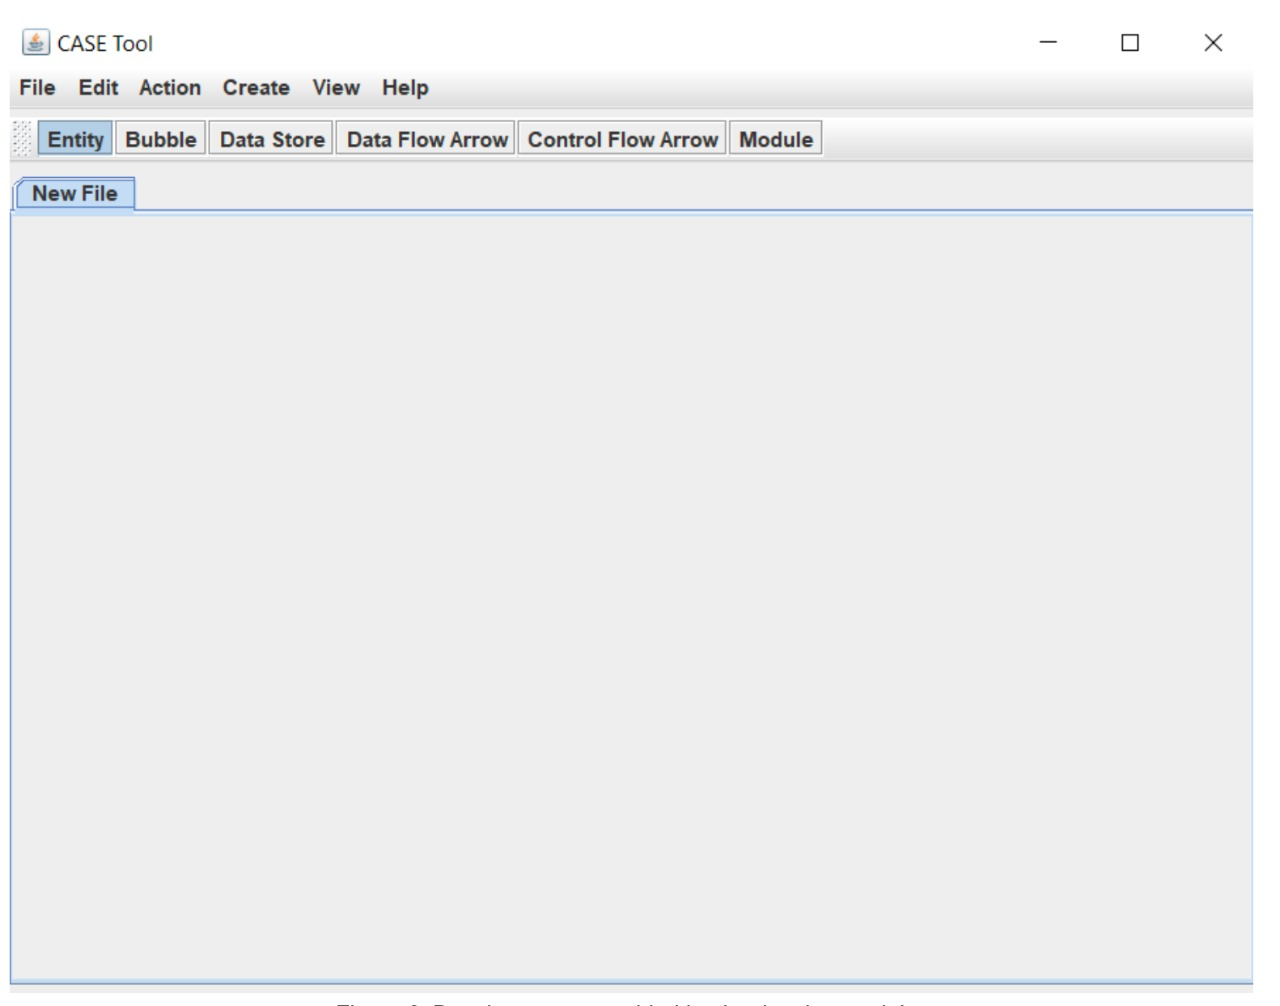 CASE Tool
File Edit Action Create View Help
Entity Bubble Data Store Data Flow Arrow Control Flow Arrow Module
New File